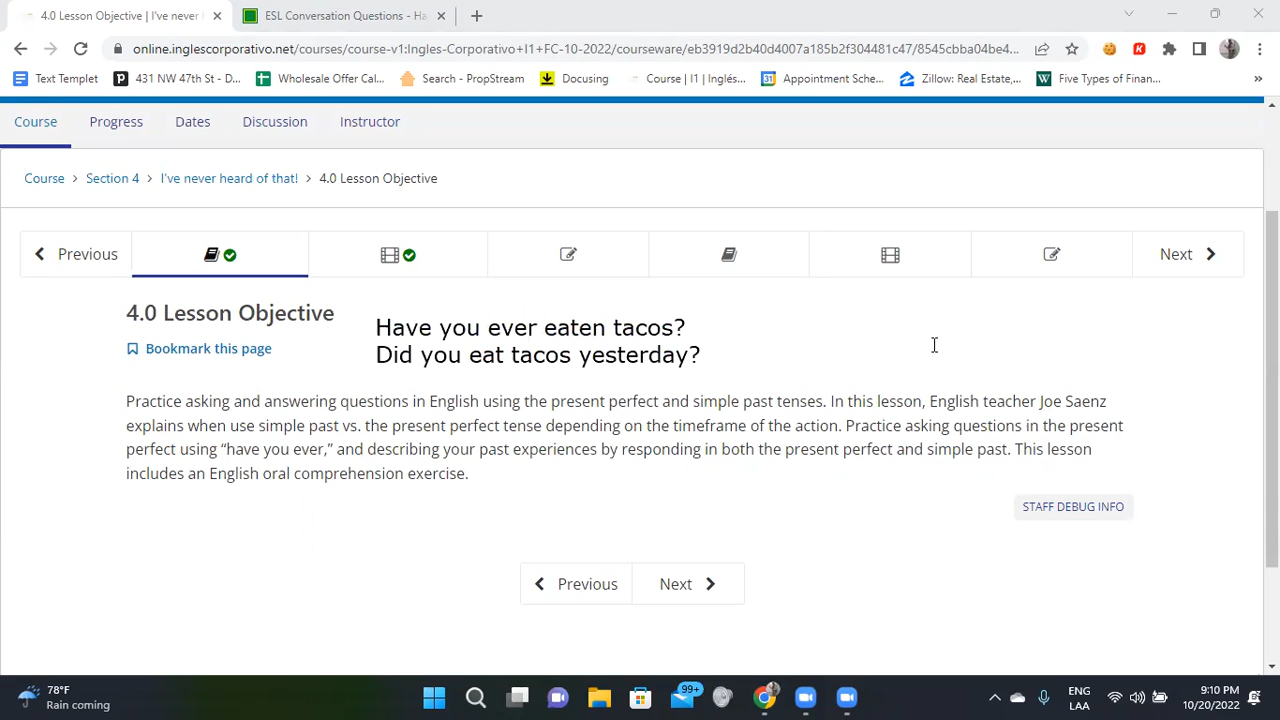 4.0 Lesson Objective | I've never
ESL Conversation Questions - Ha
online.inglescorporativo.net/courses/course-v1:Ingles-Corporativo+I1+FC-10-2022/courseware/eb3919d2b40d4007a185b2f304481c47/8545cbba04be4...
Text Templet
431 NW 47th St - D...
Wholesale Offer Cal...
Search - PropStream
Docusing
Course | I1 | Inglés...
Appointment Sche...
Zillow: Real Estate,...
Five Types of Finan...
»
Course
Progress
Dates
Discussion
Instructor
Course > Section 4 > I've never heard of that! > 4.0 Lesson Objective
Previous
Next
4.0 Lesson Objective
Bookmark this page
Have you ever eaten tacos?
Did you eat tacos yesterday?
Practice asking and answering questions in English using the present perfect and simple past tenses. In this lesson, English teacher Joe Saenz
explains when use simple past vs. the present perfect tense depending on the timeframe of the action. Practice asking questions in the present
perfect using “have you ever,” and describing your past experiences by responding in both the present perfect and simple past. This lesson
includes an English oral comprehension exercise.
STAFF DEBUG INFO
Previous
Next
78°F
Rain coming
99+
ENG
LAA
9:10 PM
10/20/2022